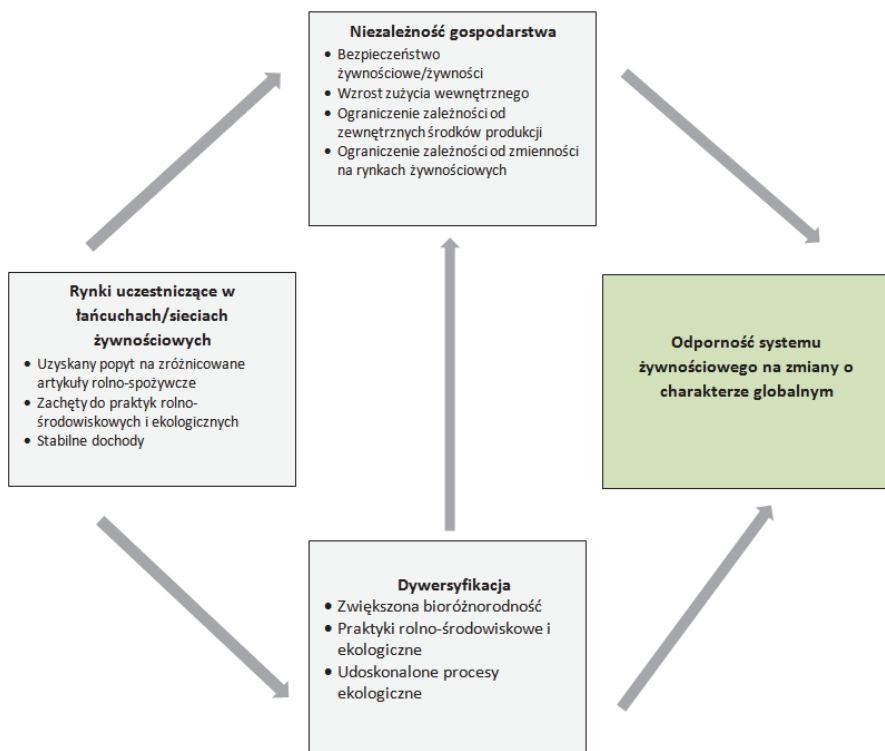 Niezależność gospodarstwa
• Bezpieczeństwo
żywnościowe/żywności
• Wzrost zużycia wewnętrznego
• Ograniczenie zależności od
zewnętrznych środków produkcji
• Ograniczenie zależności od zmienności
na rynkach żywnościowych
Rynki uczestniczące w
łańcuchach/sieciach
żywnościowych
• Uzyskany popyt na zróżnicowane
artykuły rolno-spożywcze
• Zachęty do praktyk rolno-
środowiskowych i ekologicznych
• Stabilne dochody
Odporność systemu
żywnościowego na zmiany o
charakterze globalnym
Dywersyfikacja
• Zwiększona bioróżnorodność
• Praktyki rolno-środowiskowe i
ekologiczne
• Udoskonalone procesy
ekologiczne